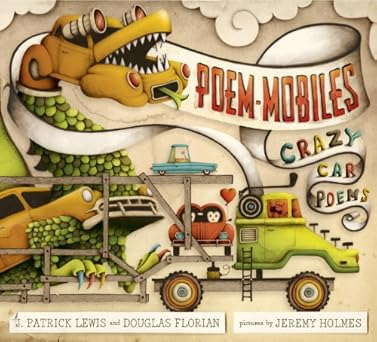 POEM-MOBILES
CRAZY
CAR
POEMS
J. PATRICK LEWIS and DOUGLAS FLORIAN
pictures by JEREMY HOLMES